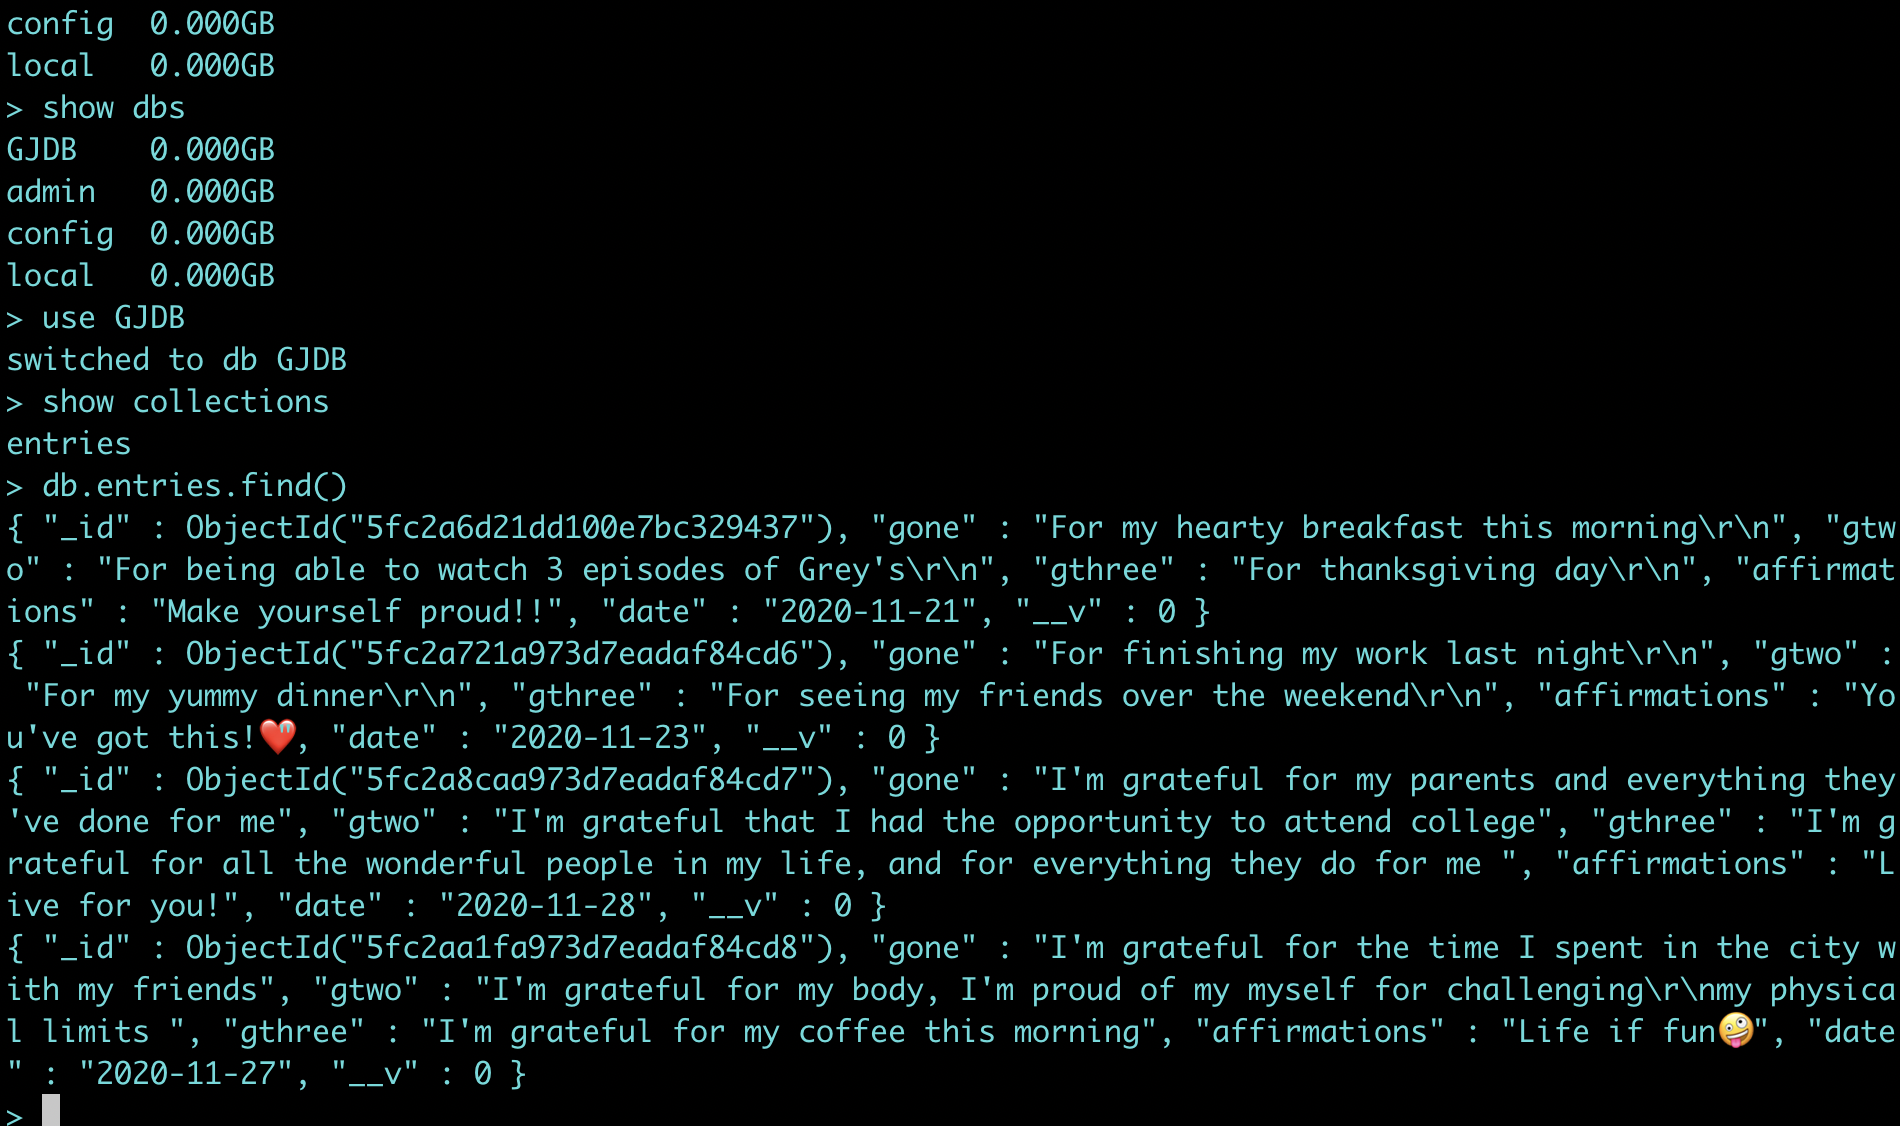 config  0.000GB
local   0.000GB
> show dbs
GJDB    0.000GB
admin   0.000GB
config  0.000GB
local   0.000GB
> use GJDB
switched to db GJDB
> show collections
entries
> db.entries.find()
{ "_id" : ObjectId("5fc2a6d21dd100e7bc329437"), "gone" : "For my hearty breakfast this morning\r\n", "gtw
o" : "For being able to watch 3 episodes of Grey's\r\n", "gthree" : "For thanksgiving day\r\n", "affirmat
ions" : "Make yourself proud!!", "date" : "2020-11-21", "__v" : 0 }
{ "_id" : ObjectId("5fc2a721a973d7eadaf84cd6"), "gone" : "For finishing my work last night\r\n", "gtwo" :
 "For my yummy dinner\r\n", "gthree" : "For seeing my friends over the weekend\r\n", "affirmations" : "Yo
u've got this!❤️", "date" : "2020-11-23", "__v" : 0 }
{ "_id" : ObjectId("5fc2a8caa973d7eadaf84cd7"), "gone" : "I'm grateful for my parents and everything they
've done for me", "gtwo" : "I'm grateful that I had the opportunity to attend college", "gthree" : "I'm g
rateful for all the wonderful people in my life, and for everything they do for me ", "affirmations" : "L
ive for you!", "date" : "2020-11-28", "__v" : 0 }
{ "_id" : ObjectId("5fc2aa1fa973d7eadaf84cd8"), "gone" : "I'm grateful for the time I spent in the city w
ith my friends", "gtwo" : "I'm grateful for my body, I'm proud of my myself for challenging\r\nmy physica
l limits ", "gthree" : "I'm grateful for my coffee this morning", "affirmations" : "Life if fun🤪", "date
" : "2020-11-27", "__v" : 0 }
>